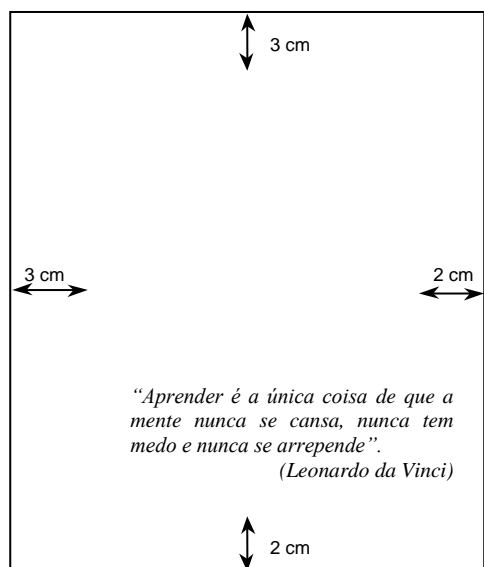 3 cm
3 cm
2 cm
“Aprender é a única coisa de que a
mente nunca se cansa, nunca tem
medo e nunca se arrepende”.
(Leonardo da Vinci)
2 cm